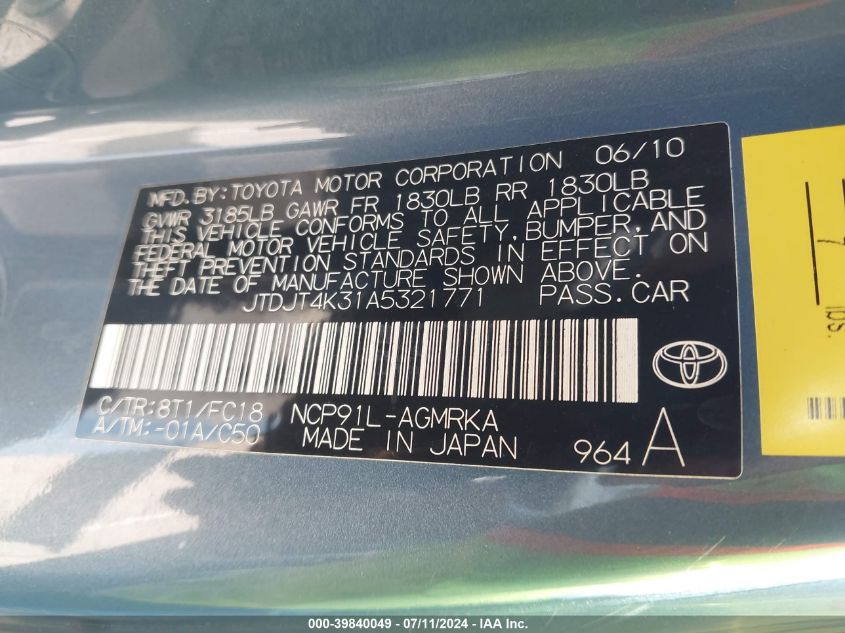 MFD. BY: TOYOTA MOTOR CORPORATION 06/10
GVWR 3185LB GAWR FR 1830LB RR 1830LB
THIS VEHICLE CONFORMS TO ALL APPLICABLE
FEDERAL MOTOR VEHICLE SAFETY, BUMPER, AND
THEFT PREVENTION STANDARDS IN EFFECT ON
THE DATE OF MANUFACTURE SHOWN ABOVE.
JTDJT4K31A5321771 PASS.CAR
C/TR:8T1/FC18 NCP91L-AGMRKA
A/TM:-01A/C50 MADE IN JAPAN 964 A
000-39840049 - 07/11/2024 - IAA Inc.